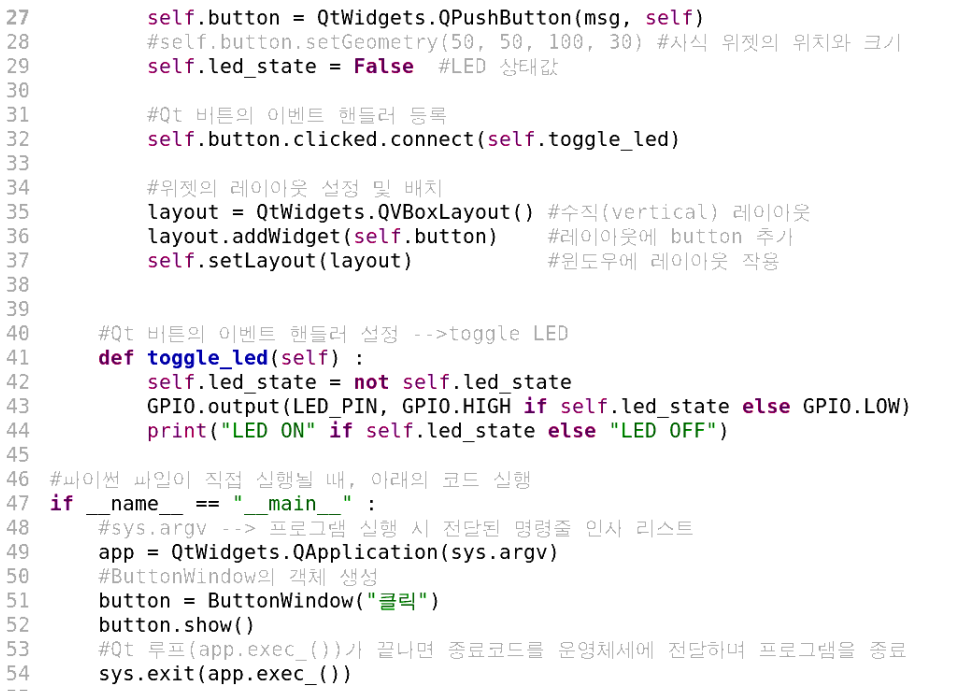 27 self.button = QtWidgets.QPushButton(msg, self)
28 #self.button.setGeometry(50, 50, 100, 30) #자식 위젯의 위치와 크기
29 self.led_state = False #LED 상태값
30
31 #Qt 버튼의 이벤트 핸들러 등록
32 self.button.clicked.connect(self.toggle_led)
33
34 #위젯의 레이아웃 설정 및 배치
35 layout = QtWidgets.QVBoxLayout() #수직(vertical) 레이아웃
36 layout.addWidget(self.button) #레이아웃에 button 추가
37 self.setLayout(layout) #윈도우에 레이아웃 작용
38
39
40 #Qt 버튼의 이벤트 핸들러 설정 -->toggle LED
41 def toggle_led(self) :
42 self.led_state = not self.led_state
43 GPIO.output(LED_PIN, GPIO.HIGH if self.led_state else GPIO.LOW)
44 print("LED ON" if self.led_state else "LED OFF")
45
46 #파이썬 파일이 직접 실행될 때, 아래의 코드 실행
47 if __name__ == "__main__" :
48 #sys.argv --> 프로그램 실행 시 전달된 명령줄 인사 리스트
49 app = QtWidgets.QApplication(sys.argv)
50 #ButtonWindow의 객체 생성
51 button = ButtonWindow("클릭")
52 button.show()
53 #Qt 루프(app.exec_())가 끝나면 종료코드를 운영체세에 전달하며 프로그램을 종료
54 sys.exit(app.exec_())